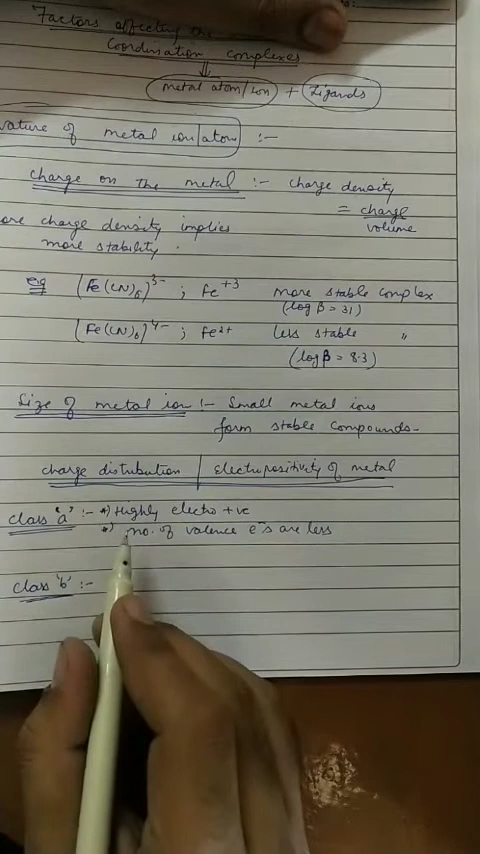 Factors affecting the
Coordination complexes
⇓
metal atom/ion + Ligands
nature of metal ion/atom :-
charge on the metal :- charge density
= charge/volume
ore charge density implies
more stability.
eg [Fe(CN)6]3- ; Fe+3 more stable complex
(log β = 31)
[Fe(CN)6]4- ; Fe2+ less stable "
(log β = 8.3)
Size of metal ion :- Small metal ions
form stable compounds.
charge distribution | Electropositivity of metal
class 'a' :- *) Highly electro +ve
*) no. of valence e-s are less
class 'b' :-